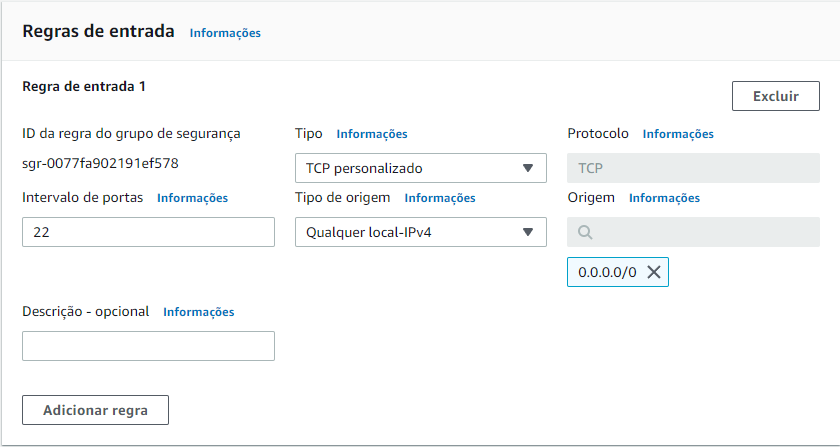 Regras de entrada Informações
Regra de entrada 1
Excluir
ID da regra do grupo de segurança
sgr-0077fa902191ef578
Tipo Informações
TCP personalizado
Protocolo Informações
TCP
Intervalo de portas Informações
22
Tipo de origem Informações
Qualquer local-IPv4
Origem Informações
0.0.0.0/0
Descrição - opcional Informações
Adicionar regra